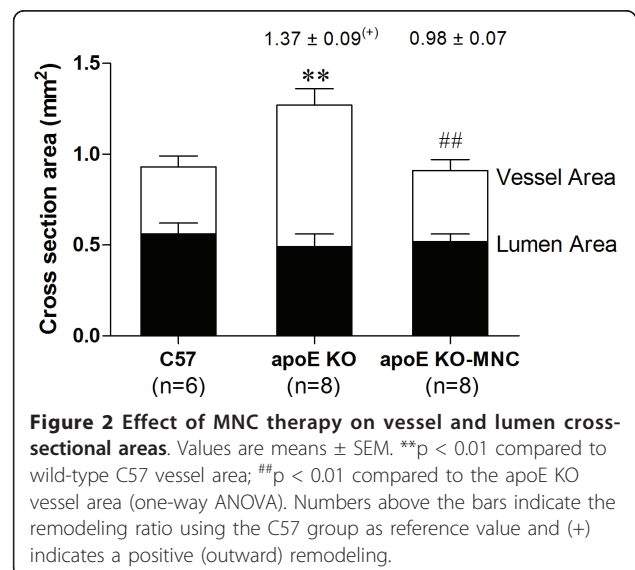 1.37 ± 0.09(+) 0.98 ± 0.07
1.5
1.0
0.5
0.0
Cross section area (mm²)
**
##
Vessel Area
Lumen Area
C57 apoE KO apoE KO-MNC
(n=6) (n=8) (n=8)
Figure 2 Effect of MNC therapy on vessel and lumen cross-
sectional areas. Values are means ± SEM. **p < 0.01 compared to
wild-type C57 vessel area; ##p < 0.01 compared to the apoE KO
vessel area (one-way ANOVA). Numbers above the bars indicate the
remodeling ratio using the C57 group as reference value and (+)
indicates a positive (outward) remodeling.